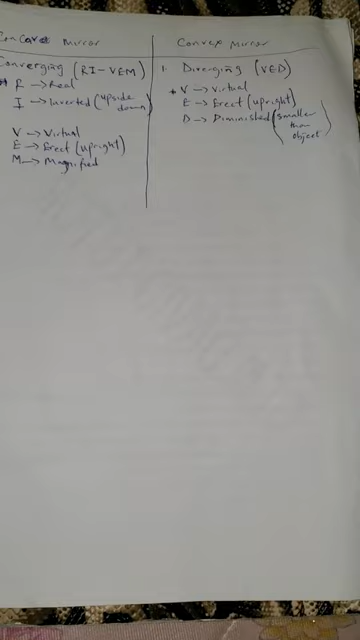 Concave Mirror
Converging (RI-VEM)
* R → Real
I → Inverted (upside down)
V → Virtual
E → Erect (upright)
M → Magnified
Convex Mirror
1. Diverging (VED)
* V → Virtual
E → Erect (upright)
D → Diminished (smaller
than
object)